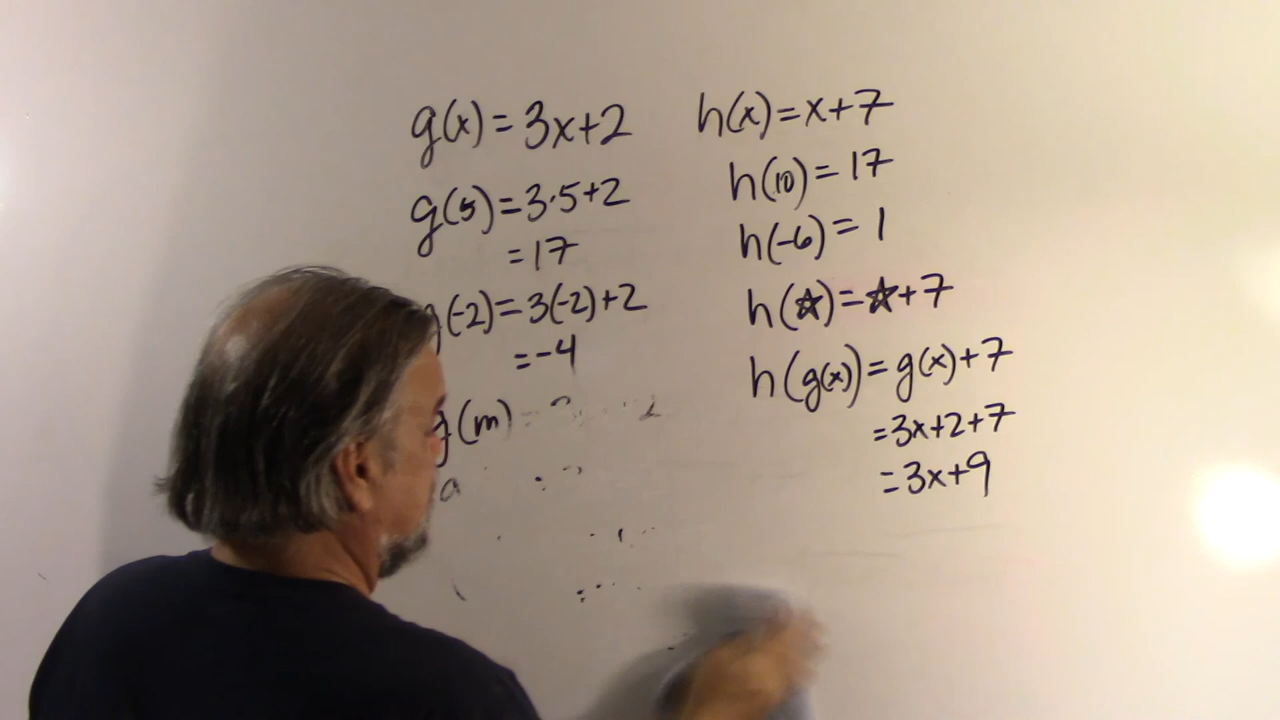 g(x) = 3x+2
g(5) = 3·5+2
= 17
(-2) = 3(-2)+2
= -4
g(m)
a
h(x) = x+7
h(10) = 17
h(-6) = 1
h(☆) = ☆+7
h(g(x)) = g(x)+7
= 3x+2+7
= 3x+9